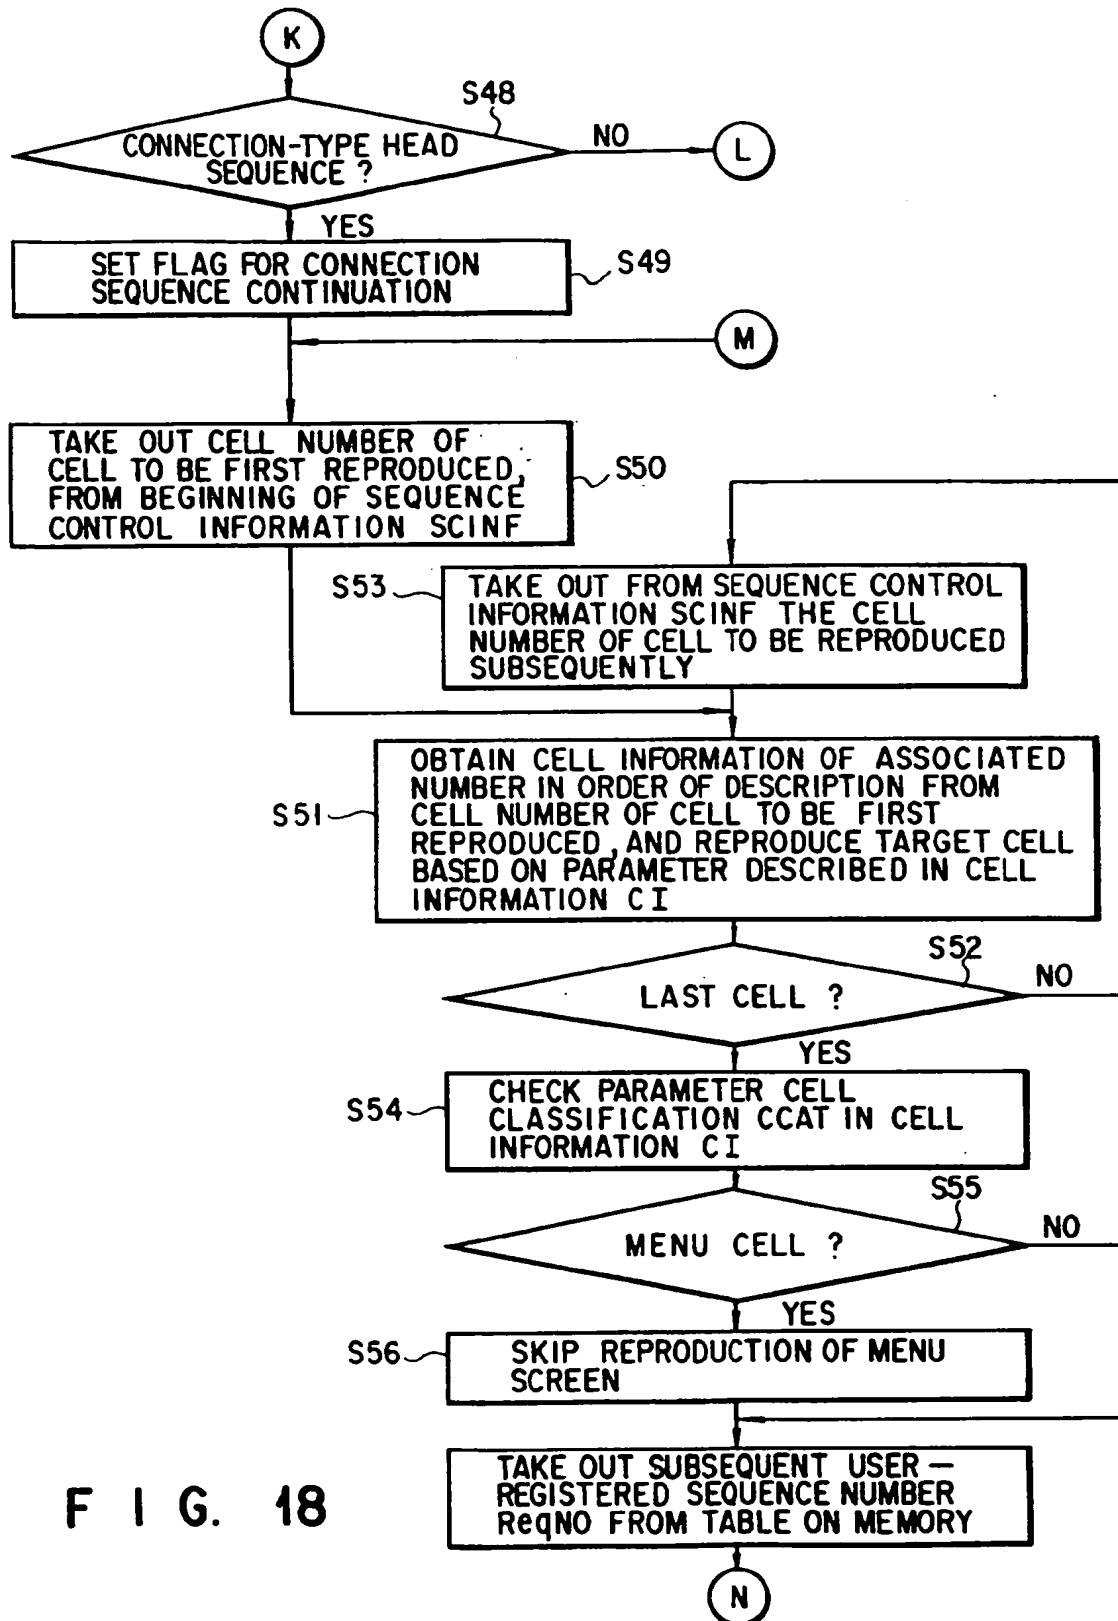 K
S48
CONNECTION-TYPE HEAD
SEQUENCE ?
NO
L
YES
SET FLAG FOR CONNECTION
SEQUENCE CONTINUATION
S49
M
TAKE OUT CELL NUMBER OF
CELL TO BE FIRST REPRODUCED,
FROM BEGINNING OF SEQUENCE
CONTROL INFORMATION SCINF
S50
S53
TAKE OUT FROM SEQUENCE CONTROL
INFORMATION SCINF THE CELL
NUMBER OF CELL TO BE REPRODUCED
SUBSEQUENTLY
S51
OBTAIN CELL INFORMATION OF ASSOCIATED
NUMBER IN ORDER OF DESCRIPTION FROM
CELL NUMBER OF CELL TO BE FIRST
REPRODUCED, AND REPRODUCE TARGET CELL
BASED ON PARAMETER DESCRIBED IN CELL
INFORMATION CI
S52
LAST CELL ?
NO
YES
S54
CHECK PARAMETER CELL
CLASSIFICATION CCAT IN CELL
INFORMATION CI
S55
MENU CELL ?
NO
YES
S56
SKIP REPRODUCTION OF MENU
SCREEN
TAKE OUT SUBSEQUENT USER—
REGISTERED SEQUENCE NUMBER
ReqNO FROM TABLE ON MEMORY
N
FIG. 18